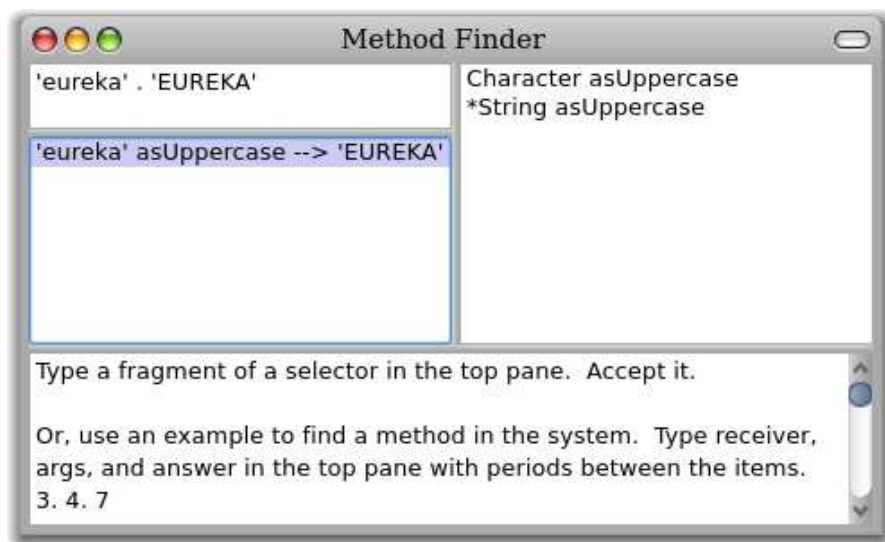 Method Finder
'eureka' . 'EUREKA'
'eureka' asUppercase --> 'EUREKA'
Character asUppercase
*String asUppercase
Type a fragment of a selector in the top pane.  Accept it.
Or, use an example to find a method in the system.  Type receiver,
args, and answer in the top pane with periods between the items.
3. 4. 7